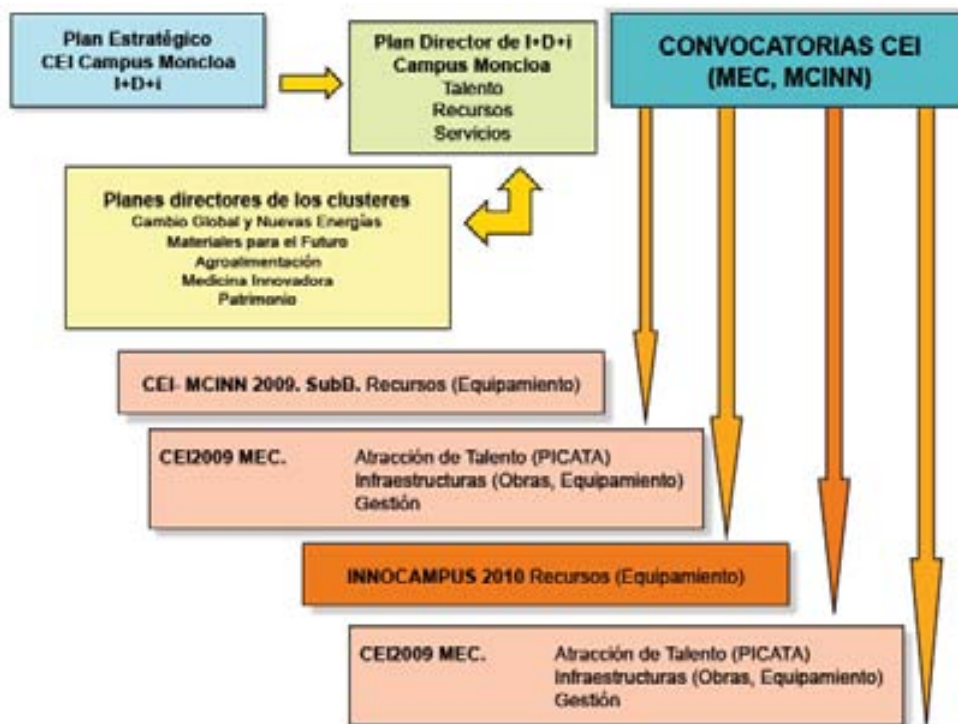 Plan Estratégico
CEI Campus Moncloa
I+D+i
Plan Director de I+D+i
Campus Moncloa
Talento
Recursos
Servicios
CONVOCATORIAS CEI
(MEC, MCINN)
Planes directores de los clusteres
Cambio Global y Nuevas Energías
Materiales para el Futuro
Agroalimentación
Medicina Innovadora
Patrimonio
CEI- MCINN 2009. SubB. Recursos (Equipamiento)
CEI2009 MEC. Atracción de Talento (PICATA)
Infraestructuras (Obras, Equipamiento)
Gestión
INNOCAMPUS 2010 Recursos (Equipamiento)
CEI2009 MEC. Atracción de Talento (PICATA)
Infraestructuras (Obras, Equipamiento)
Gestión